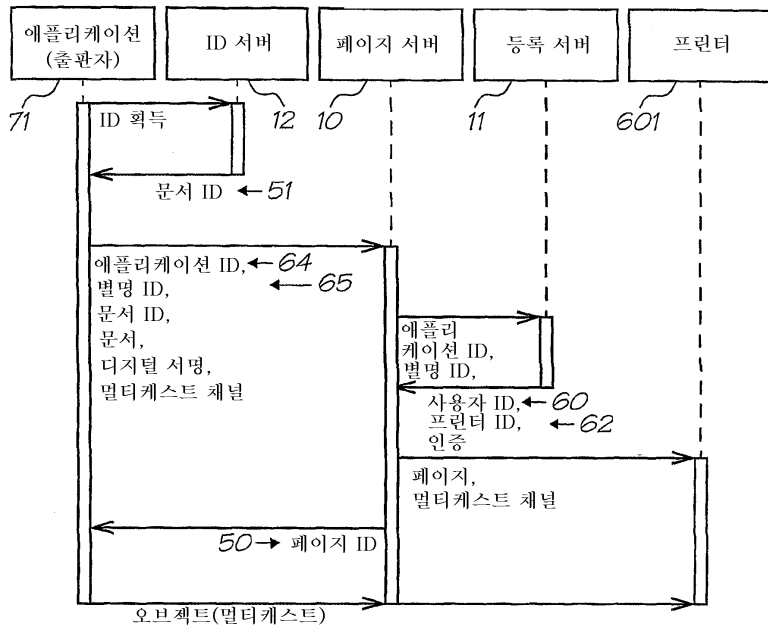 애플리케이션
(출판자)
ID 서버
페이지 서버
등록 서버
프린터
71
12
10
11
601
ID 획득
문서 ID
51
애플리케이션 ID,
64
별명 ID,
65
문서 ID,
문서,
디지털 서명,
멀티케스트 채널
애플리
케이션 ID,
별명 ID,
사용자 ID,
60
프린터 ID,
62
인증
페이지,
멀티케스트 채널
50
페이지 ID
오브젝트(멀티캐스트)